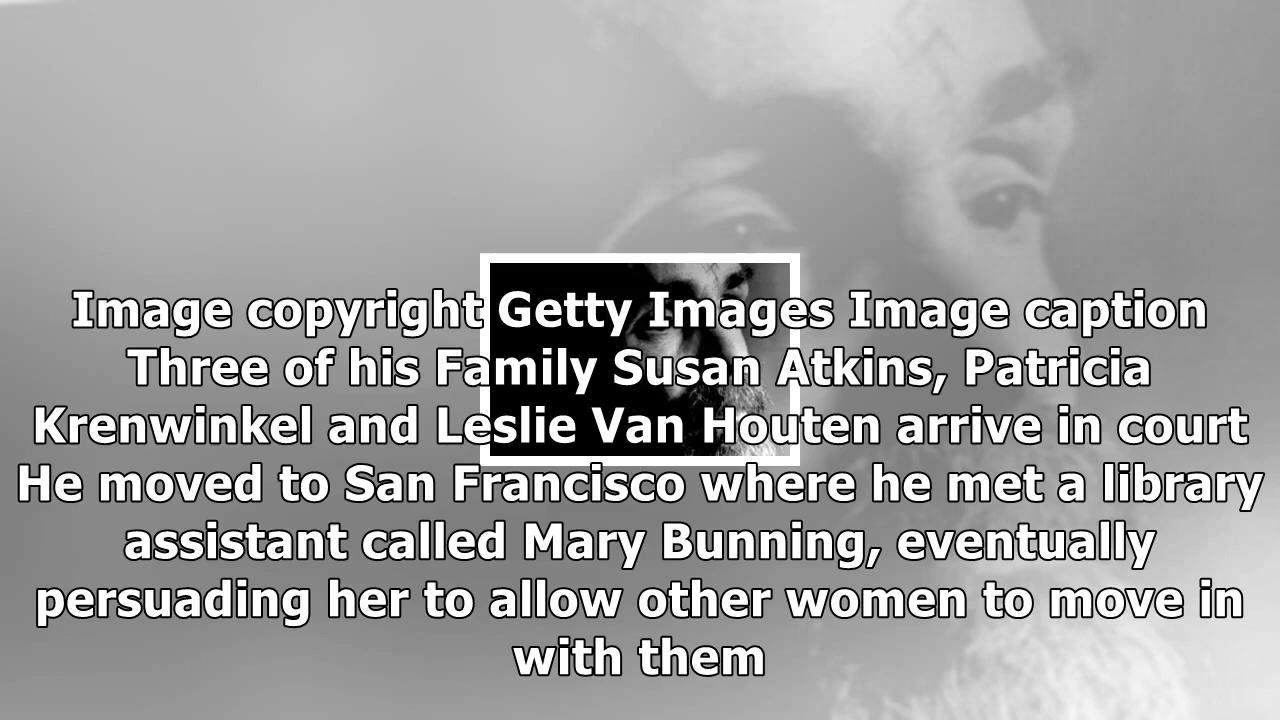 Image copyright Getty Images Image caption
Three of his Family Susan Atkins, Patricia
Krenwinkel and Leslie Van Houten arrive in court
He moved to San Francisco where he met a library
assistant called Mary Bunning, eventually
persuading her to allow other women to move in
with them